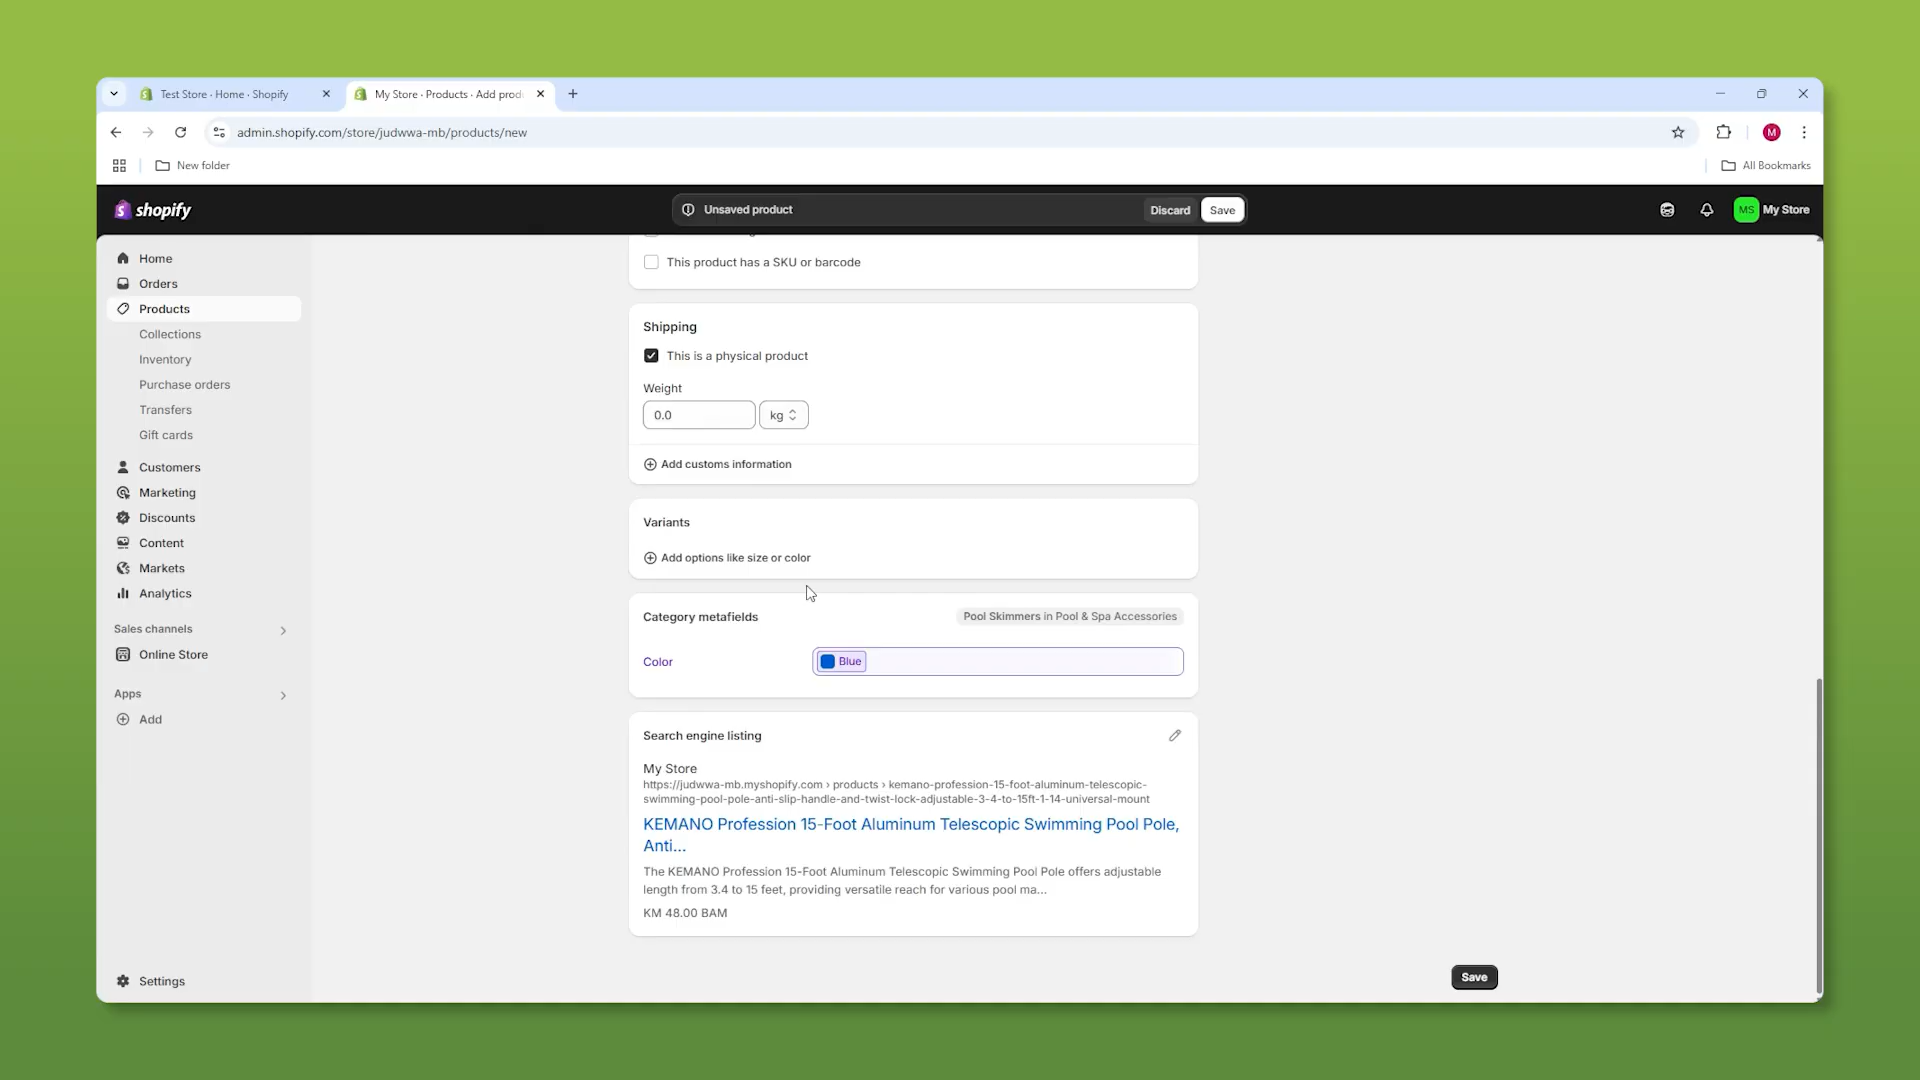 Test Store · Home · Shopify
My Store · Products · Add prod
admin.shopify.com/store/judwwa-mb/products/new
M
New folder
All Bookmarks
shopify
Unsaved product
Discard
Save
MS
My Store
Home
Orders
Products
Collections
Inventory
Purchase orders
Transfers
Gift cards
Customers
Marketing
Discounts
Content
Markets
Analytics
Sales channels
Online Store
Apps
Add
Settings
This product has a SKU or barcode
Shipping
This is a physical product
Weight
0.0
kg
Add customs information
Variants
Add options like size or color
Category metafields
Pool Skimmers in Pool & Spa Accessories
Color
Blue
Search engine listing
My Store
https://judwwa-mb.myshopify.com › products › kemano-profession-15-foot-aluminum-telescopic-
swimming-pool-pole-anti-slip-handle-and-twist-lock-adjustable-3-4-to-15ft-1-14-universal-mount
KEMANO Profession 15-Foot Aluminum Telescopic Swimming Pool Pole,
Anti...
The KEMANO Profession 15-Foot Aluminum Telescopic Swimming Pool Pole offers adjustable
length from 3.4 to 15 feet, providing versatile reach for various pool ma...
KM 48.00 BAM
Save